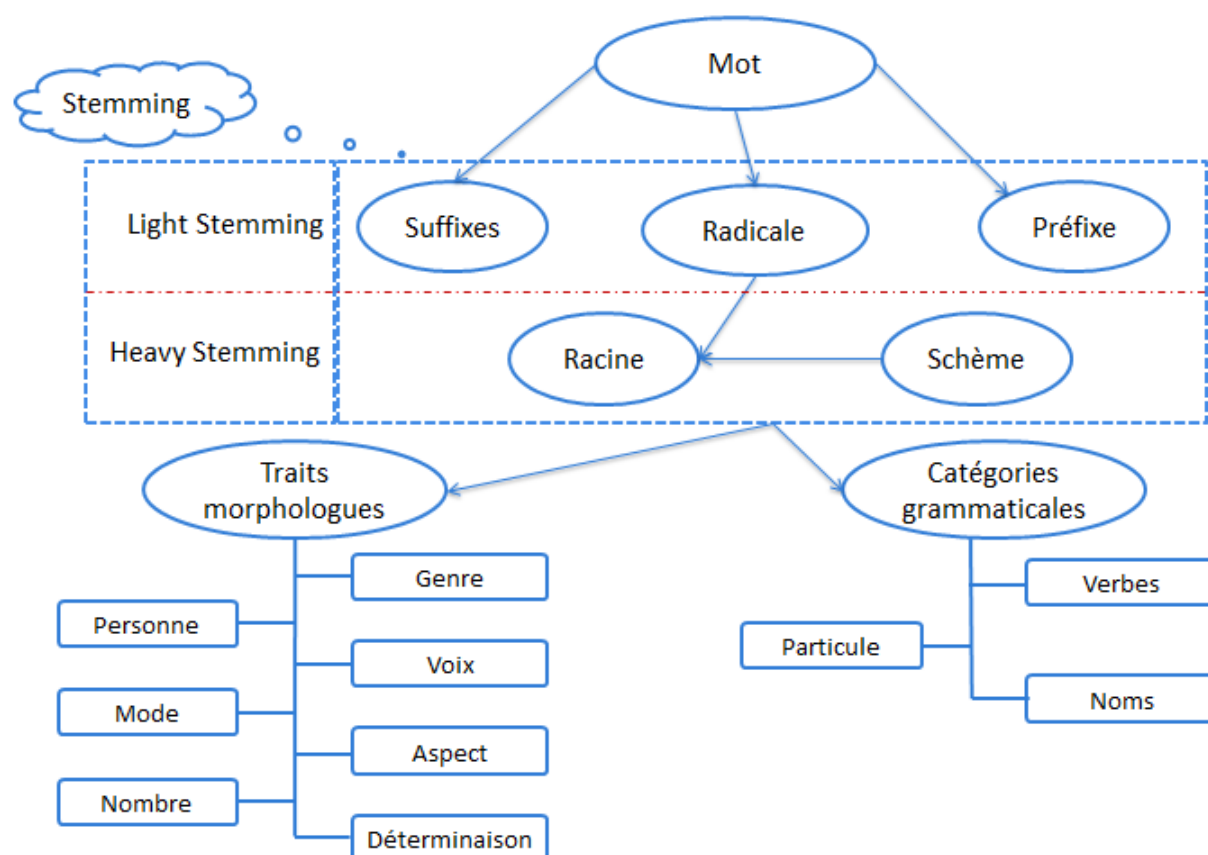 Mot
Stemming
Light Stemming
Suffixes
Radicale
Préfixe
Heavy Stemming
Racine
Schème
Traits
morphologues
Catégories
grammaticales
Genre
Verbes
Personne
Particule
Voix
Mode
Noms
Aspect
Nombre
Déterminaison